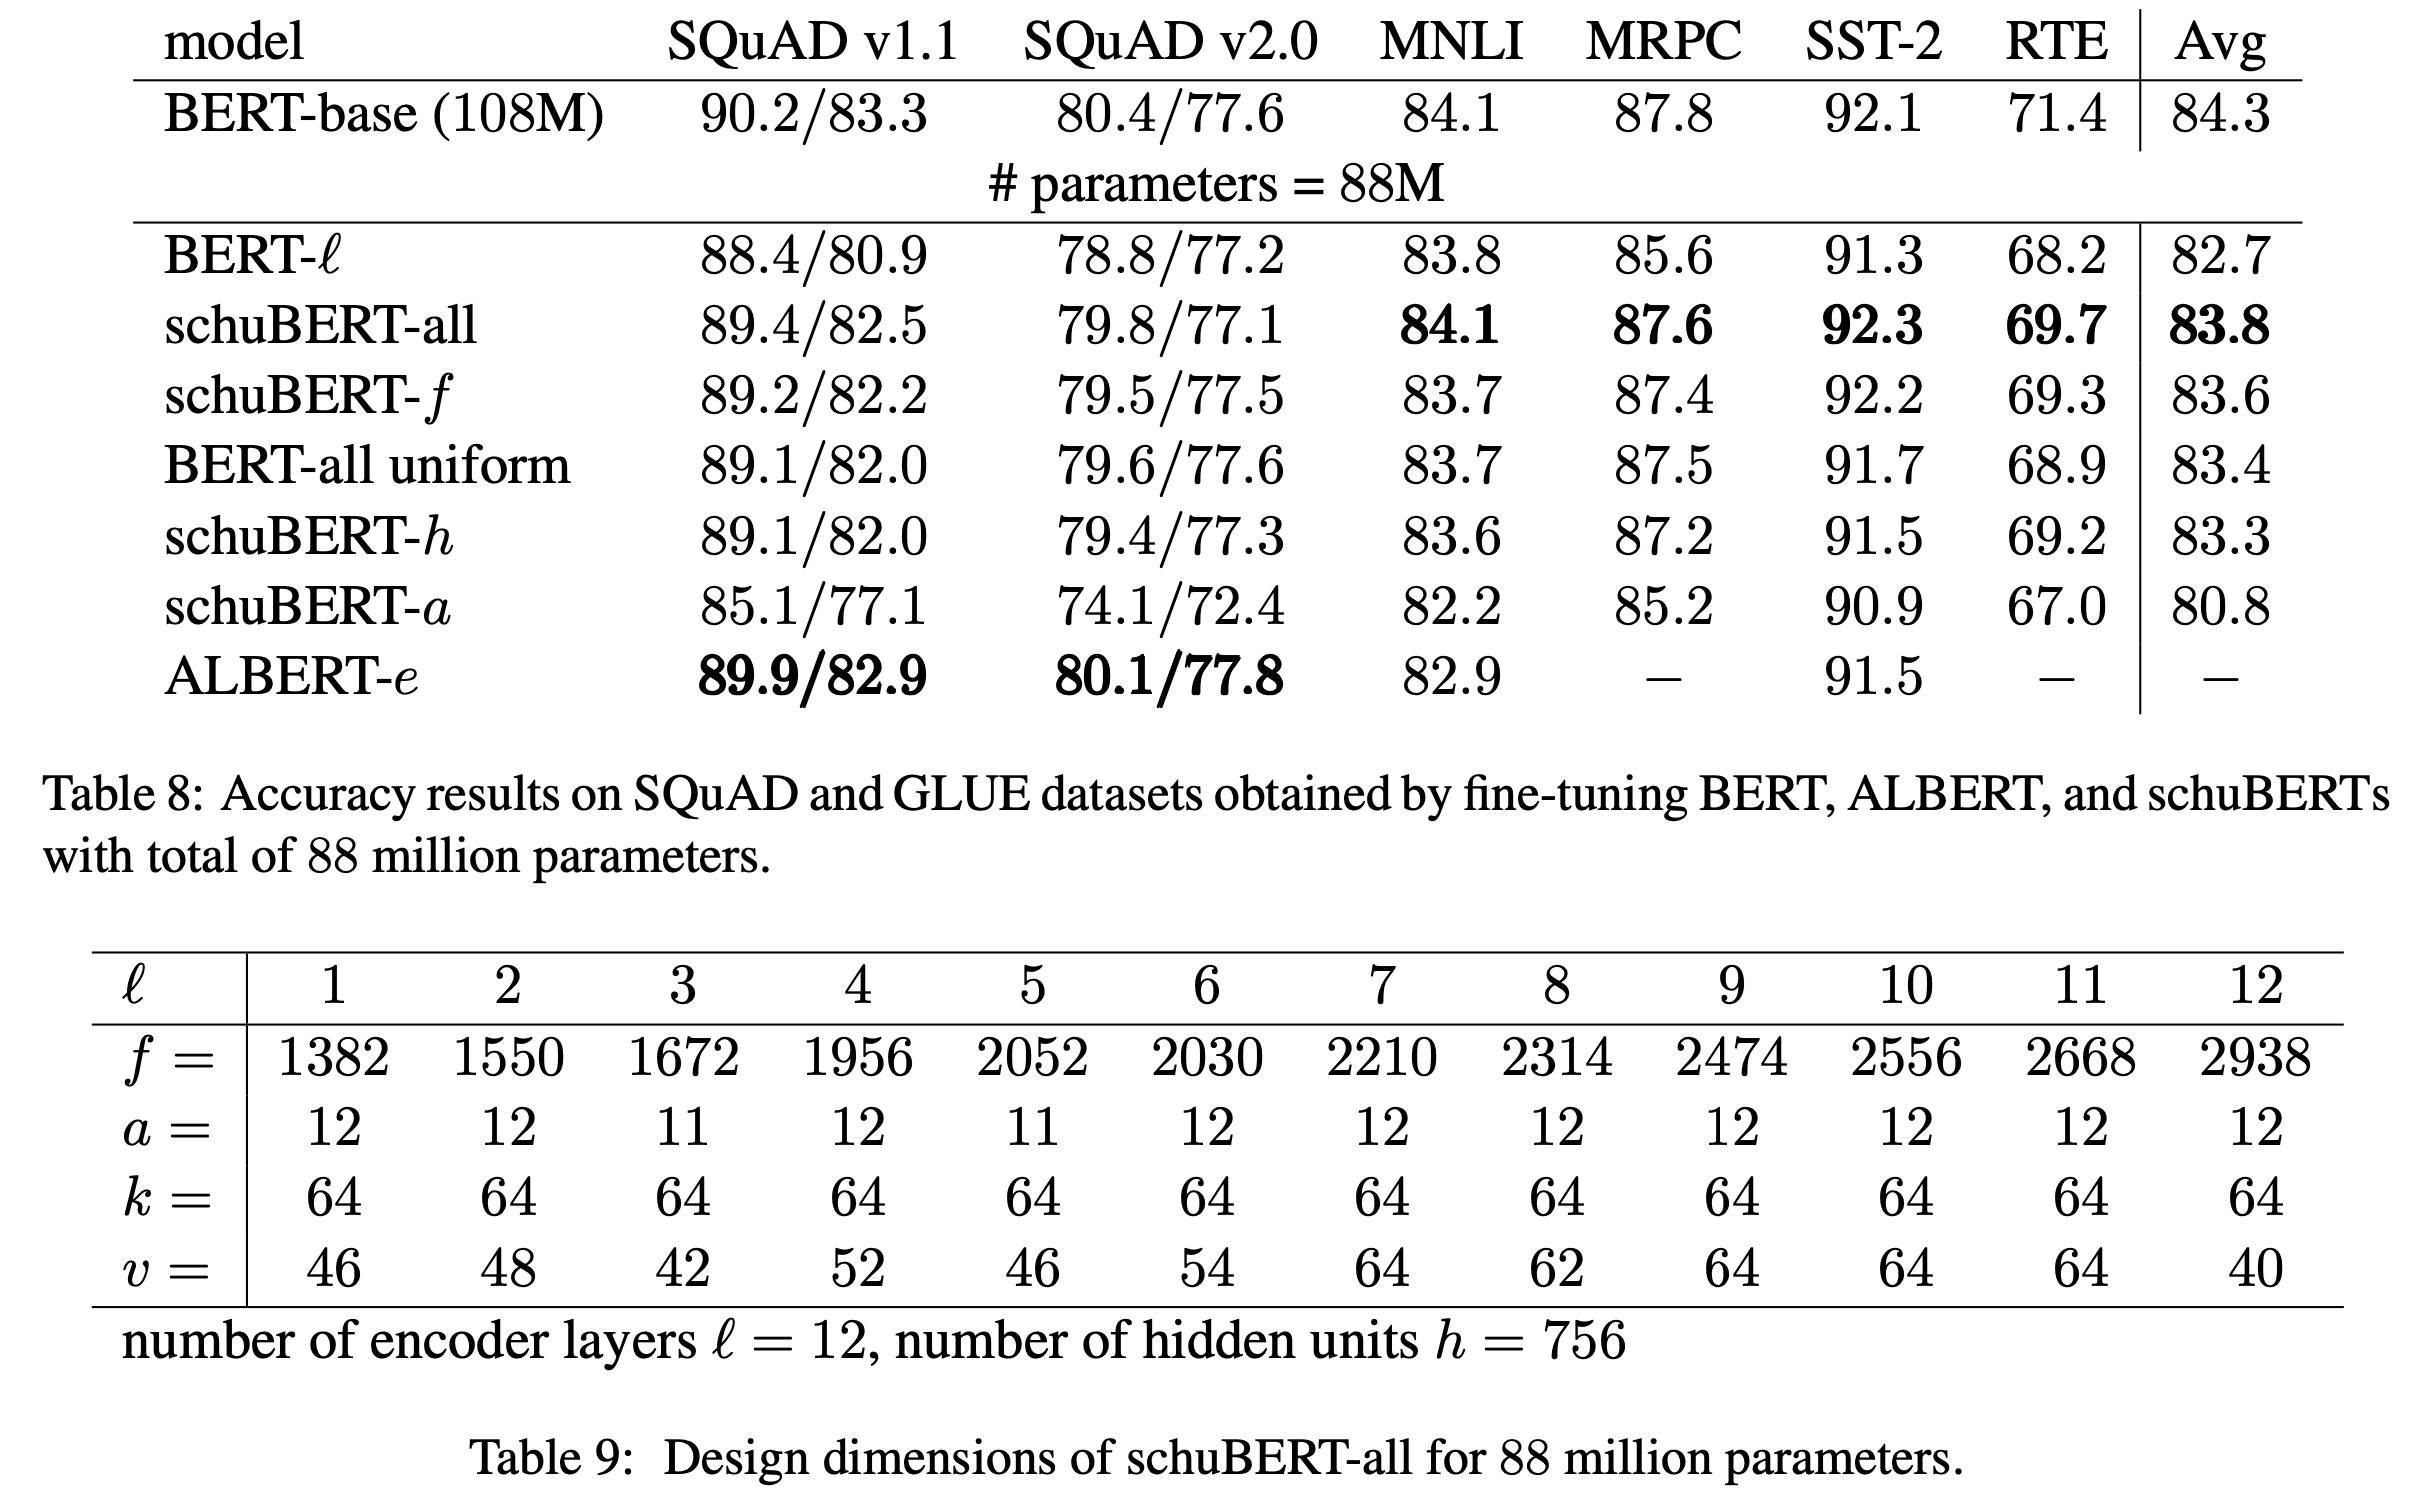 model SQuAD v1.1 SQuAD v2.0 MNLI MRPC SST-2 RTE Avg
BERT-base (108M) 90.2/83.3 80.4/77.6 84.1 87.8 92.1 71.4 84.3
# parameters = 88M
BERT-ℓ 88.4/80.9 78.8/77.2 83.8 85.6 91.3 68.2 82.7
schuBERT-all 89.4/82.5 79.8/77.1 84.1 87.6 92.3 69.7 83.8
schuBERT-f 89.2/82.2 79.5/77.5 83.7 87.4 92.2 69.3 83.6
BERT-all uniform 89.1/82.0 79.6/77.6 83.7 87.5 91.7 68.9 83.4
schuBERT-h 89.1/82.0 79.4/77.3 83.6 87.2 91.5 69.2 83.3
schuBERT-a 85.1/77.1 74.1/72.4 82.2 85.2 90.9 67.0 80.8
ALBERT-e 89.9/82.9 80.1/77.8 82.9 – 91.5 – –
Table 8: Accuracy results on SQuAD and GLUE datasets obtained by fine-tuning BERT, ALBERT, and schuBERTs
with total of 88 million parameters.
ℓ 1 2 3 4 5 6 7 8 9 10 11 12
f = 1382 1550 1672 1956 2052 2030 2210 2314 2474 2556 2668 2938
a = 12 12 11 12 11 12 12 12 12 12 12 12
k = 64 64 64 64 64 64 64 64 64 64 64 64
v = 46 48 42 52 46 54 64 62 64 64 64 40
number of encoder layers ℓ = 12, number of hidden units h = 756
Table 9: Design dimensions of schuBERT-all for 88 million parameters.